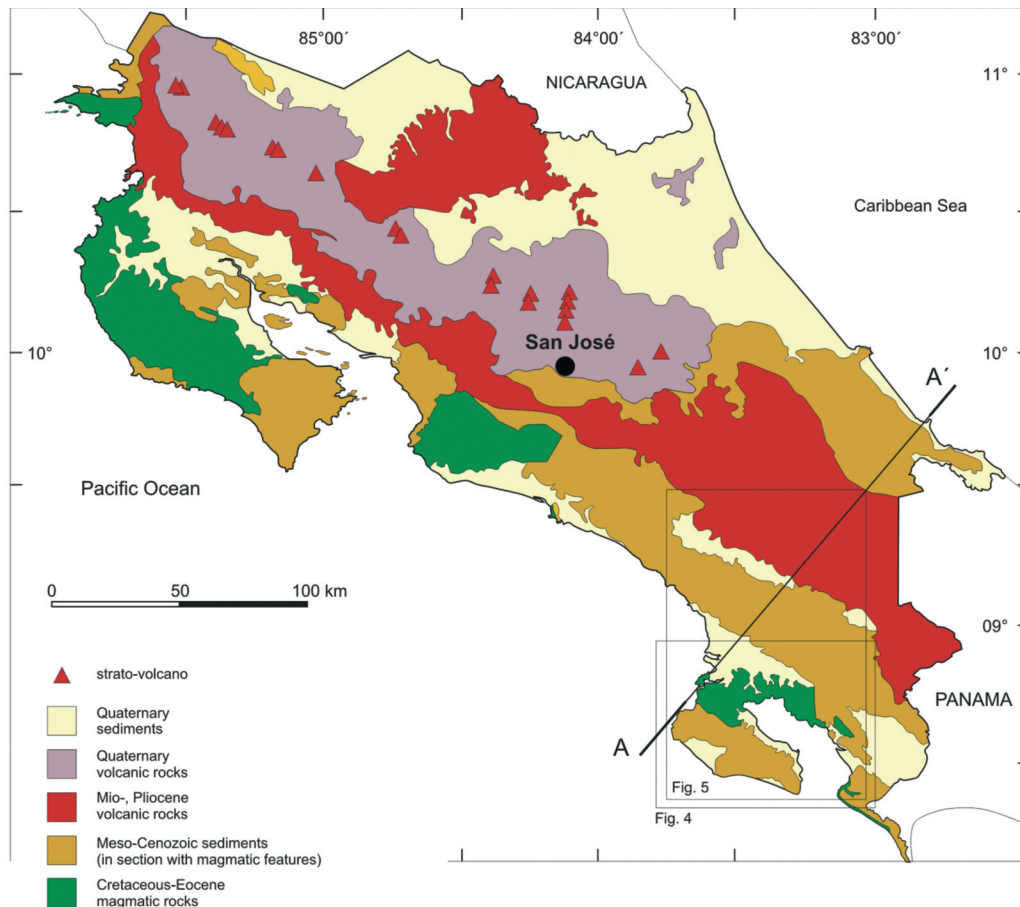 85°00´
84°00´
83°00´
11°
NICARAGUA
Caribbean Sea
10°
San José
A´
Pacific Ocean
0
50
100 km
09°
PANAMA
A
Fig. 5
Fig. 4
strato-volcano
Quaternary
sediments
Quaternary
volcanic rocks
Mio-, Pliocene
volcanic rocks
Meso-Cenozoic sediments
(in section with magmatic features)
Cretaceous-Eocene
magmatic rocks